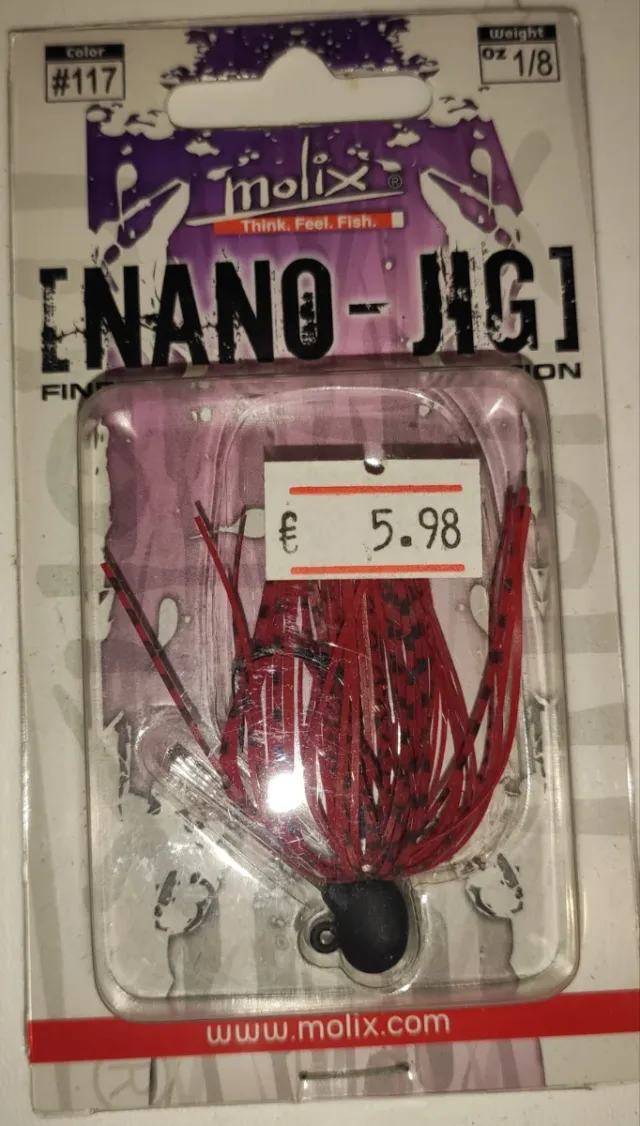 Color
#117
Weight
oz 1/8
molix®
Think. Feel. Fish.
[NANO-JIG]
€ 5.98
www.molix.com